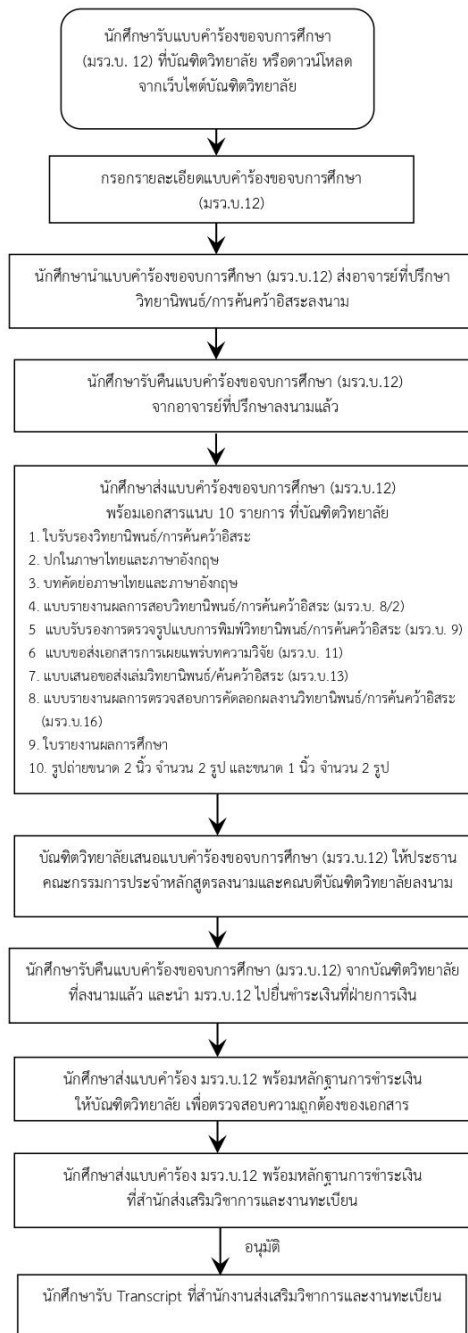 นักศึกษารับแบบคำร้องขอจบการศึกษา
(มรว.บ. 12) ที่บัณฑิตวิทยาลัย หรือดาวน์โหลด
จากเว็บไซต์บัณฑิตวิทยาลัย
กรอกรายละเอียดแบบคำร้องขอจบการศึกษา
(มรว.บ.12)
นักศึกษานำแบบคำร้องขอจบการศึกษา (มรว.บ.12) ส่งอาจารย์ที่ปรึกษา
วิทยานิพนธ์/การค้นคว้าอิสระลงนาม
นักศึกษารับคืนแบบคำร้องขอจบการศึกษา (มรว.บ.12)
จากอาจารย์ที่ปรึกษาลงนามแล้ว
นักศึกษาส่งแบบคำร้องขอจบการศึกษา (มรว.บ.12)
พร้อมเอกสารแนบ 10 รายการ ที่บัณฑิตวิทยาลัย
1. ใบรับรองวิทยานิพนธ์/การค้นคว้าอิสระ
2. ปกในภาษาไทยและภาษาอังกฤษ
3. บทคัดย่อภาษาไทยและภาษาอังกฤษ
4. แบบรายงานผลการสอบวิทยานิพนธ์/การค้นคว้าอิสระ (มรว.บ. 8/2)
5 แบบรับรองการตรวจรูปแบบการพิมพ์วิทยานิพนธ์/การค้นคว้าอิสระ (มรว.บ. 9)
6 แบบขอส่งเอกสารการเผยแพร่บทความวิจัย (มรว.บ. 11)
7. แบบเสนอขอส่งเล่มวิทยานิพนธ์/ค้นคว้าอิสระ (มรว.บ.13)
8. แบบรายงานผลการตรวจสอบการคัดลอกผลงานวิทยานิพนธ์/การค้นคว้าอิสระ
(มรว.บ.16)
9. ใบรายงานผลการศึกษา
10. รูปถ่ายขนาด 2 นิ้ว จำนวน 2 รูป และขนาด 1 นิ้ว จำนวน 2 รูป
บัณฑิตวิทยาลัยเสนอแบบคำร้องขอจบการศึกษา (มรว.บ.12) ให้ประธาน
คณะกรรมการประจำหลักสูตรลงนามและคณบดีบัณฑิตวิทยาลัยลงนาม
นักศึกษารับคืนแบบคำร้องขอจบการศึกษา (มรว.บ.12) จากบัณฑิตวิทยาลัย
ที่ลงนามแล้ว และนำ มรว.บ.12 ไปยื่นชำระเงินที่ฝ่ายการเงิน
นักศึกษาส่งแบบคำร้อง มรว.บ.12 พร้อมหลักฐานการชำระเงิน
ให้บัณฑิตวิทยาลัย เพื่อตรวจสอบความถูกต้องของเอกสาร
นักศึกษาส่งแบบคำร้อง มรว.บ.12 พร้อมหลักฐานการชำระเงิน
ที่สำนักส่งเสริมวิชาการและงานทะเบียน
อนุมัติ
นักศึกษารับ Transcript ที่สำนักงานส่งเสริมวิชาการและงานทะเบียน